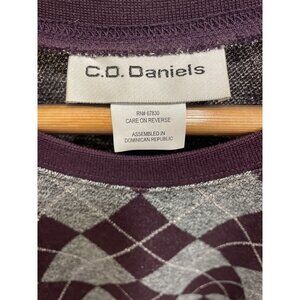 C.D. Daniels
RN# 67830
CARE ON REVERSE
ASSEMBLED IN
DOMINICAN REPUBLIC